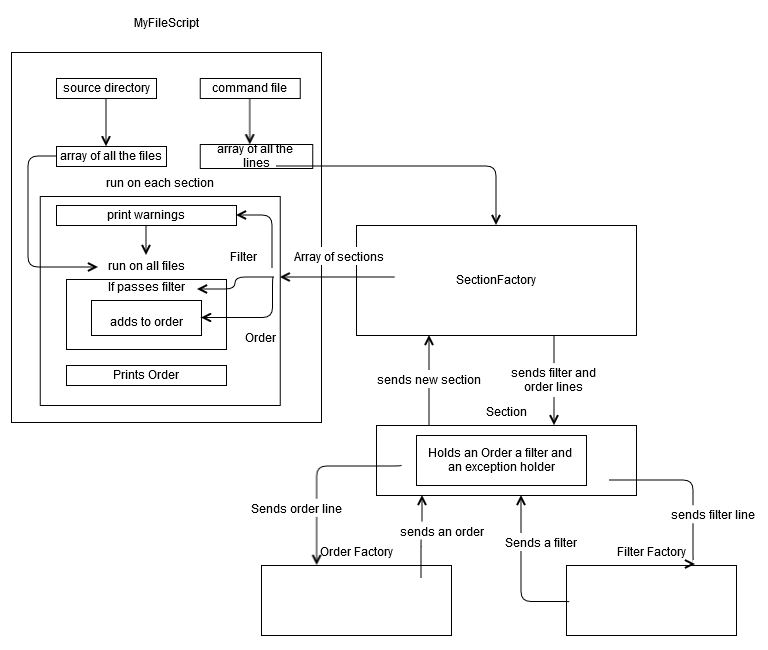 MyFileScript
source directory
command file
array of all the files
array of all the
lines
run on each section
print warnings
Filter
Array of sections
run on all files
SectionFactory
If passes filter
adds to order
Order
Prints Order
sends new section
sends filter and
order lines
Section
Holds an Order a filter and
an exception holder
Sends order line
sends an order
Sends a filter
sends filter line
Order Factory
Filter Factory